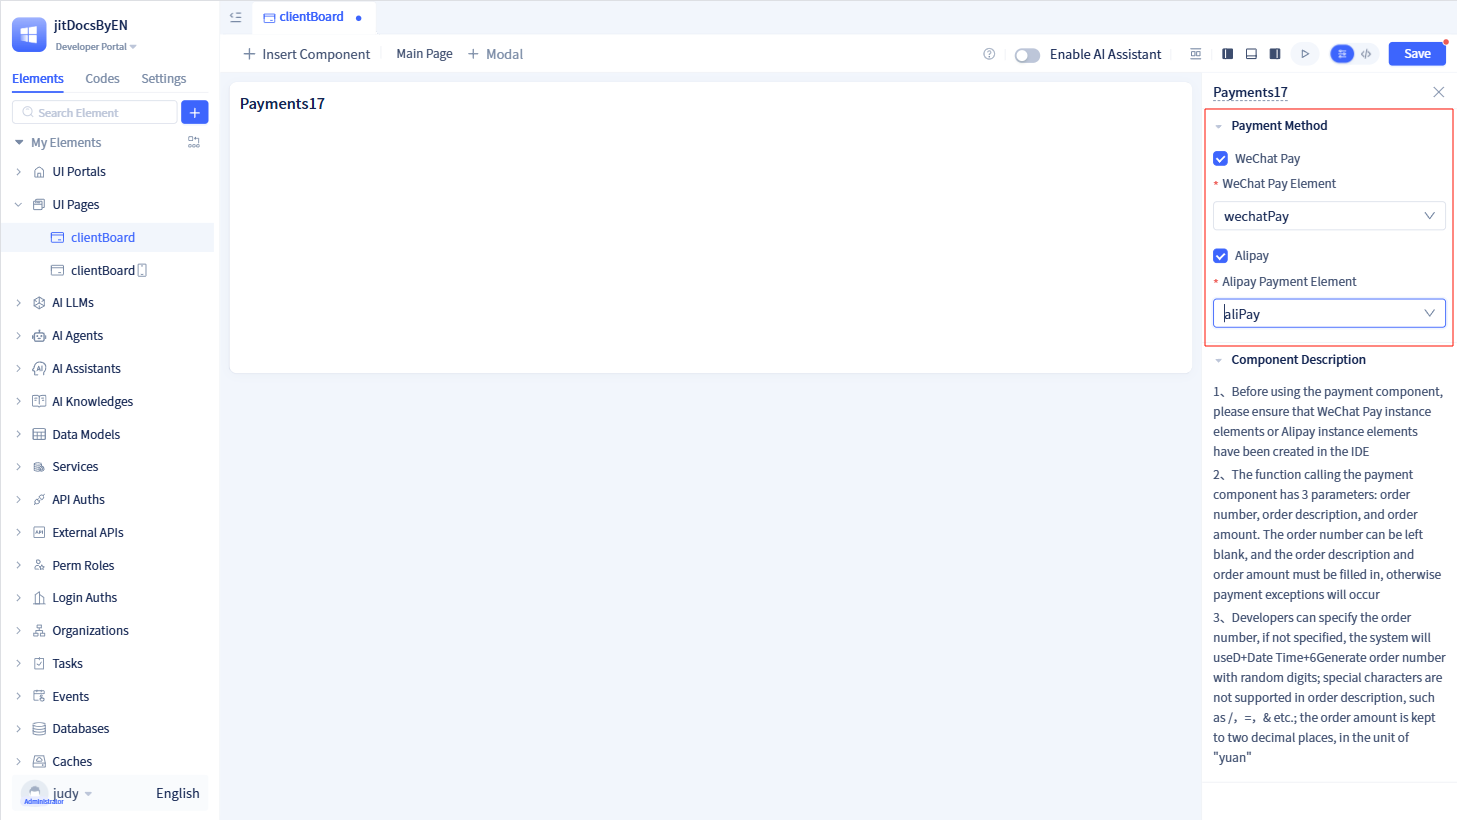 jitDocsByEN
Developer Portal
Elements
Codes
Settings
Search Element
My Elements
UI Portals
UI Pages
clientBoard
clientBoard
AI LLMs
AI Agents
AI Assistants
AI Knowledges
Data Models
Services
API Auths
External APIs
Perm Roles
Login Auths
Organizations
Tasks
Events
Databases
Caches
judy
Administrator
English
clientBoard
Insert Component
Main Page
Modal
Enable AI Assistant
Save
Payments17
Payments17
Payment Method
WeChat Pay
* WeChat Pay Element
wechatPay
Alipay
* Alipay Payment Element
aliPay
Component Description
1、Before using the payment component,
please ensure that WeChat Pay instance
elements or Alipay instance elements
have been created in the IDE
2、The function calling the payment
component has 3 parameters: order
number, order description, and order
amount. The order number can be left
blank, and the order description and
order amount must be filled in, otherwise
payment exceptions will occur
3、Developers can specify the order
number, if not specified, the system will
useD+Date Time+6Generate order number
with random digits; special characters are
not supported in order description, such
as /，=，& etc.; the order amount is kept
to two decimal places, in the unit of
"yuan"